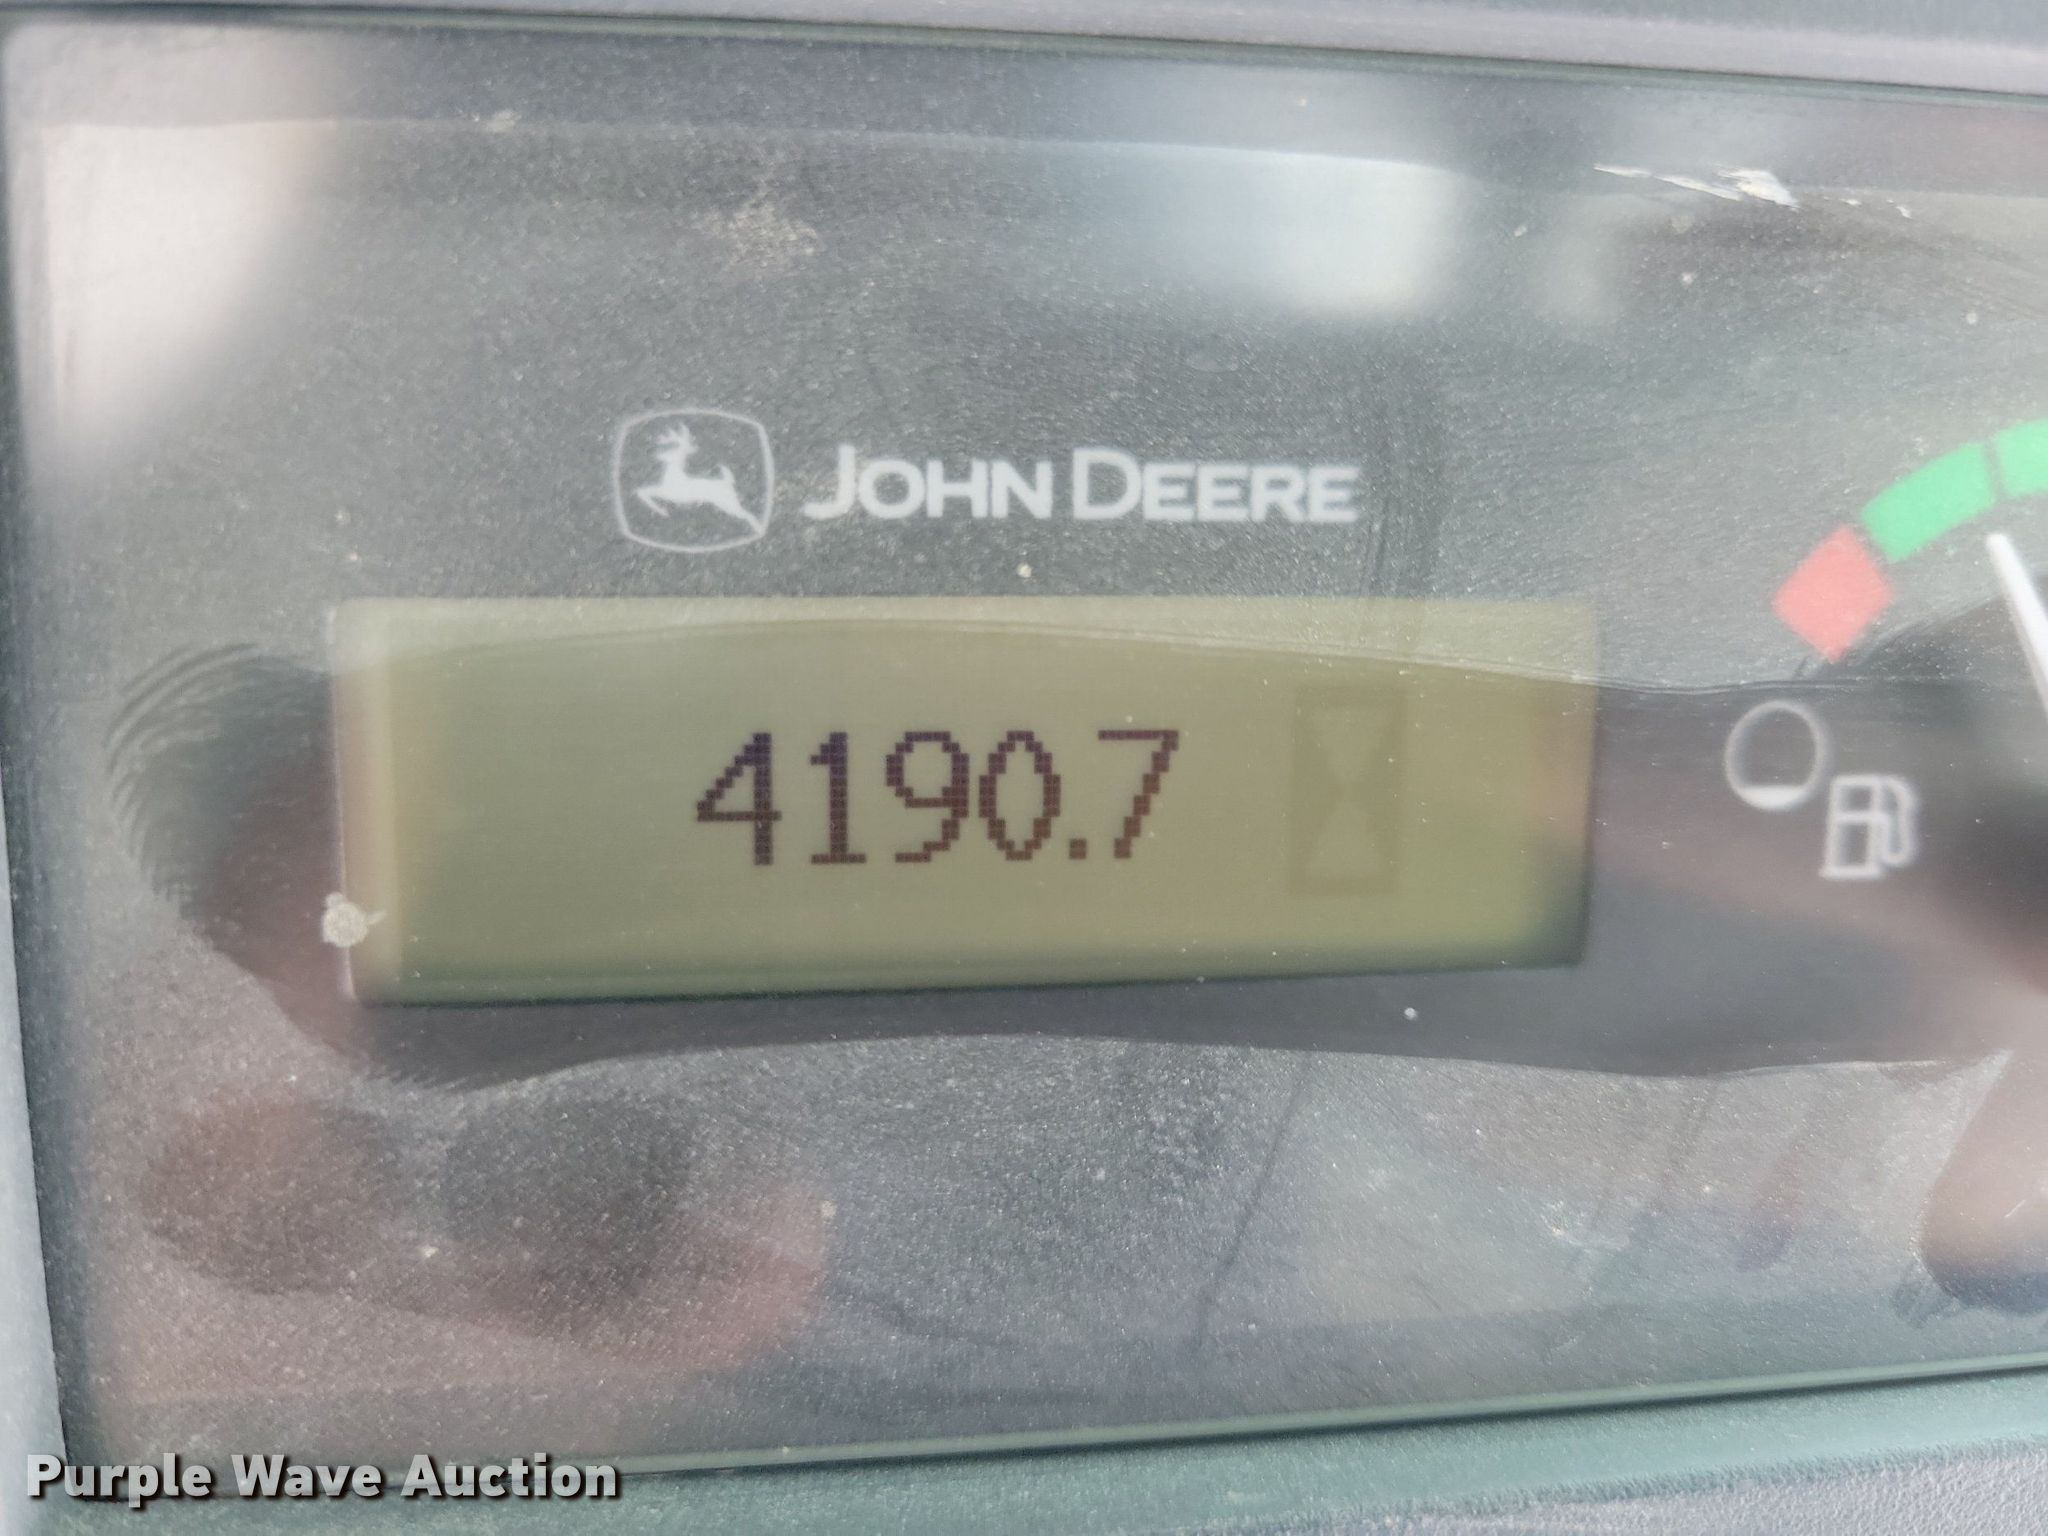 JOHN DEERE
4190.7
Purple Wave Auction